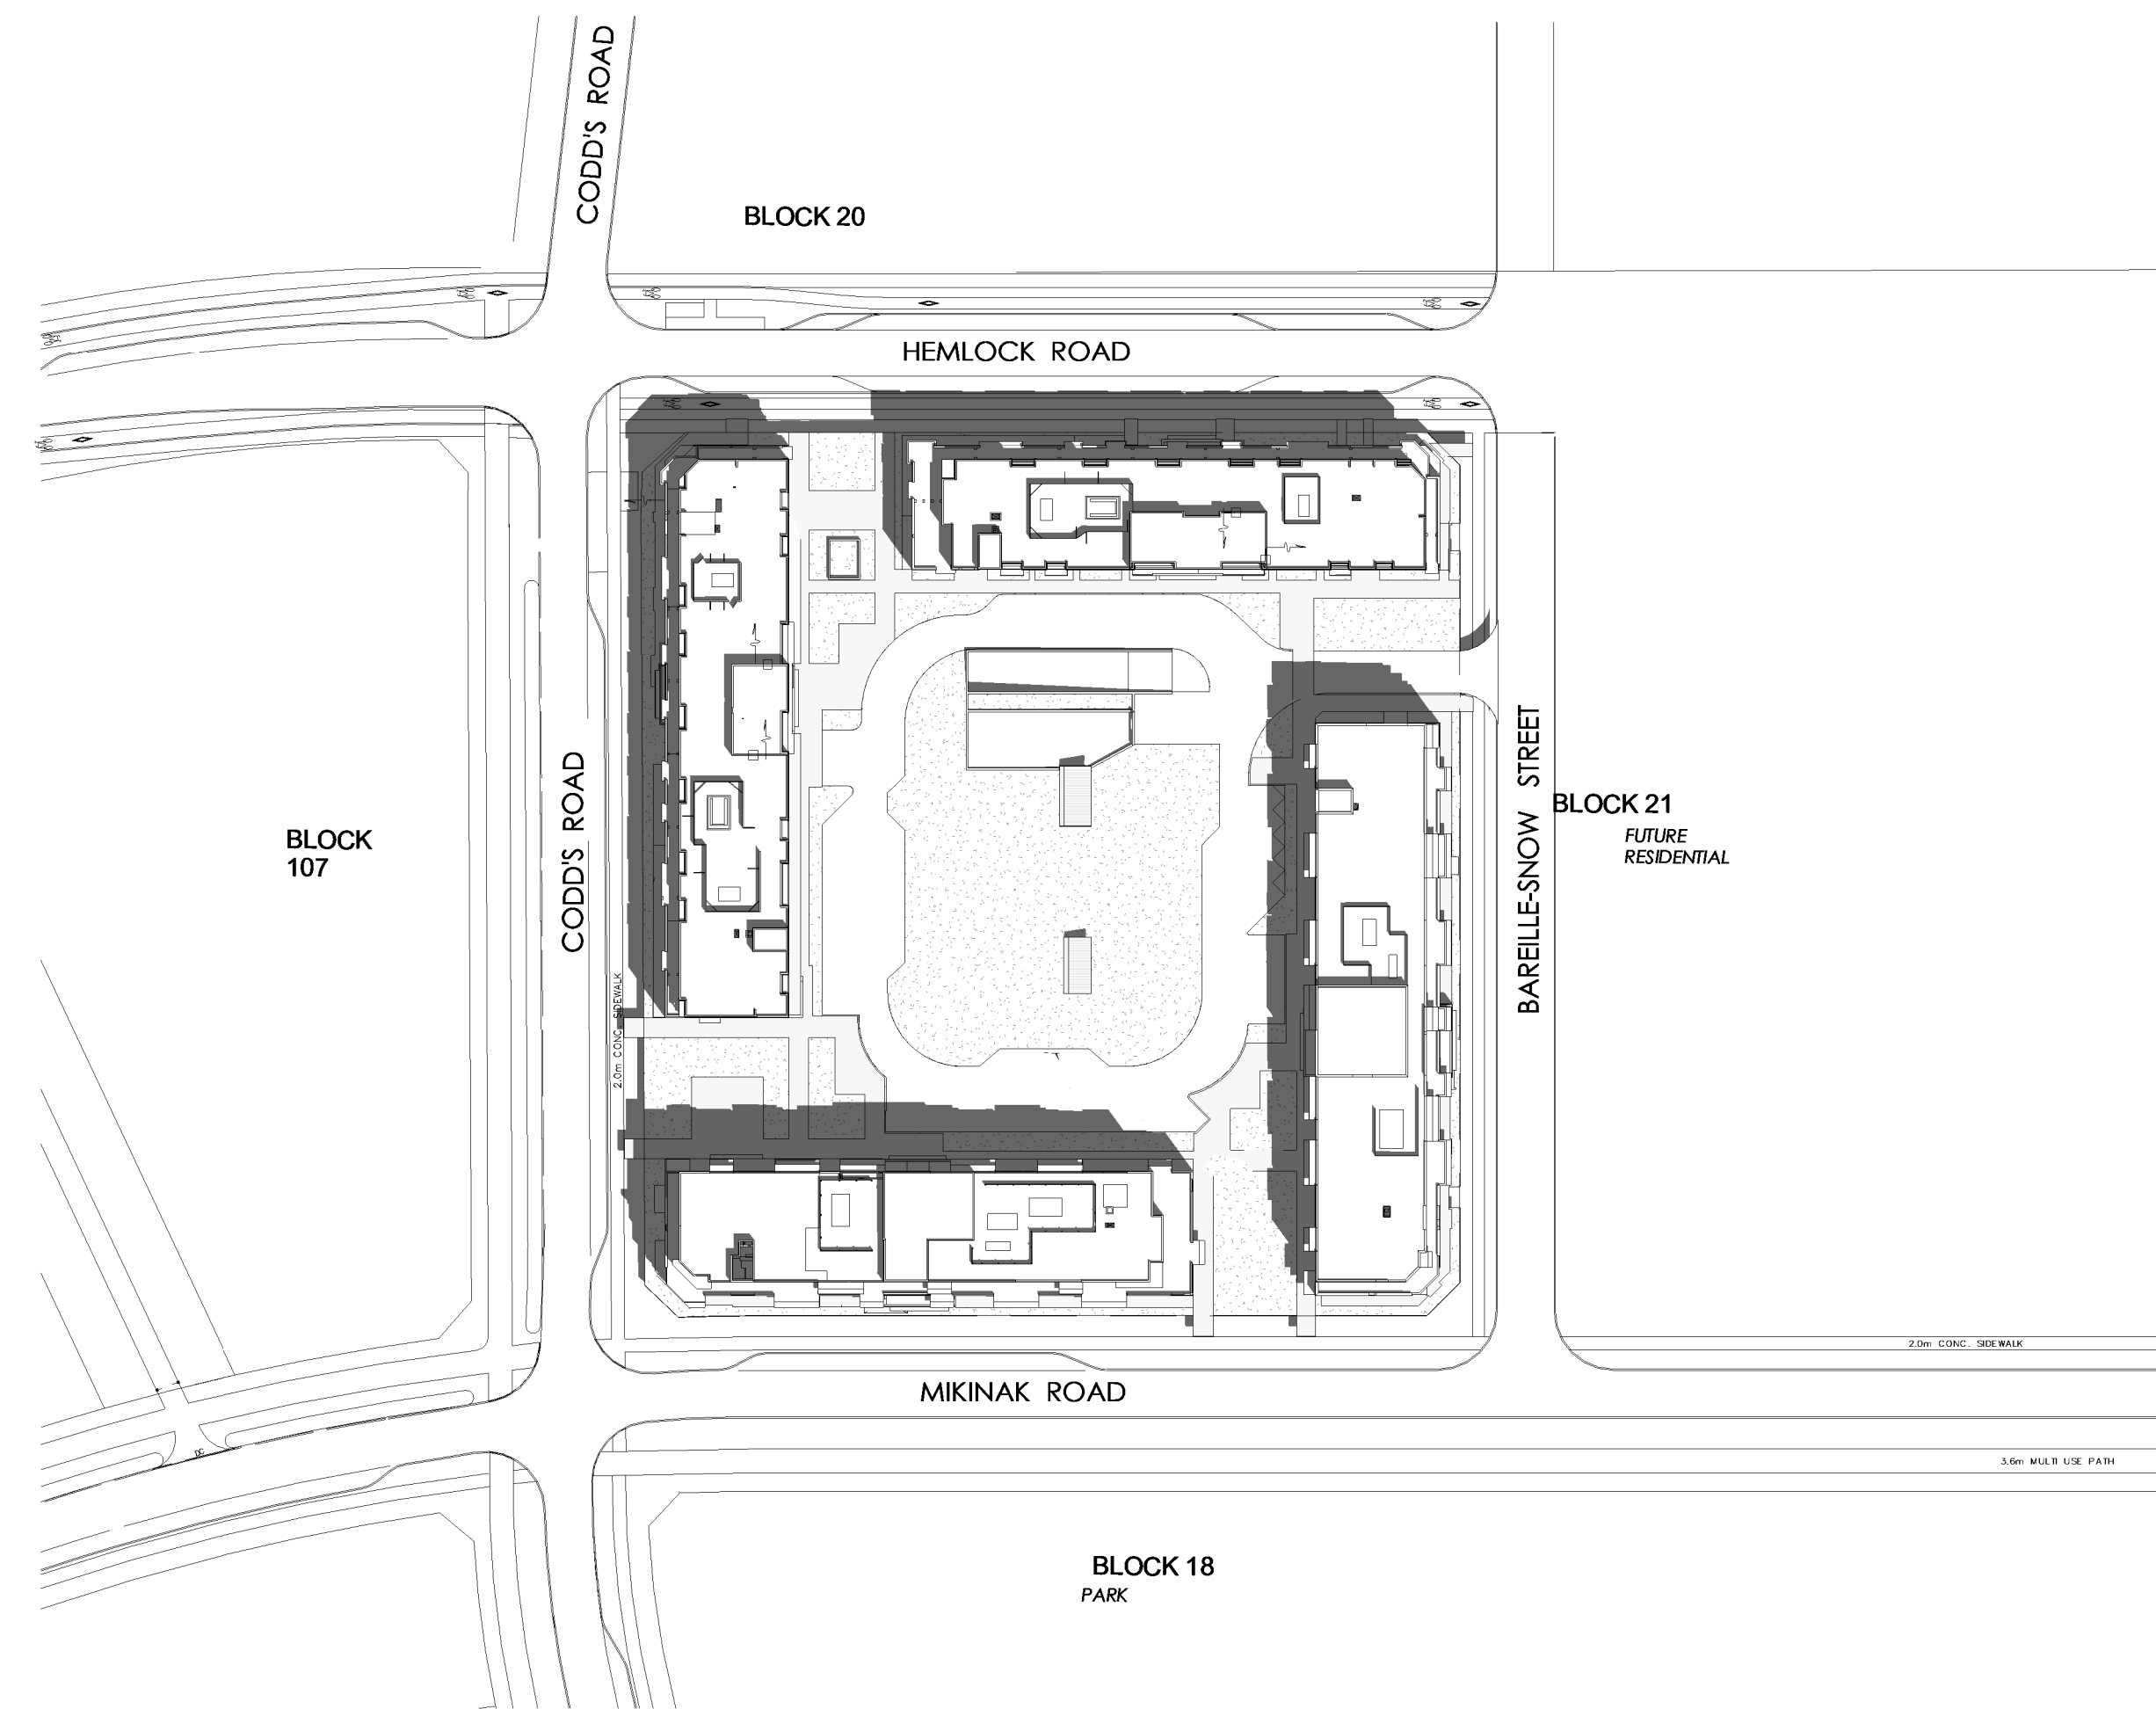 CODD'S ROAD
BLOCK 20
HEMLOCK ROAD
CODD'S ROAD
BAREILLE-SNOW STREET
BLOCK 21
FUTURE
RESIDENTIAL
BLOCK
107
2.0m CONC. SIDEWALK
2.0m CONC. SIDEWALK
MIKINAK ROAD
DC
3.6m MULTI USE PATH
BLOCK 18
PARK